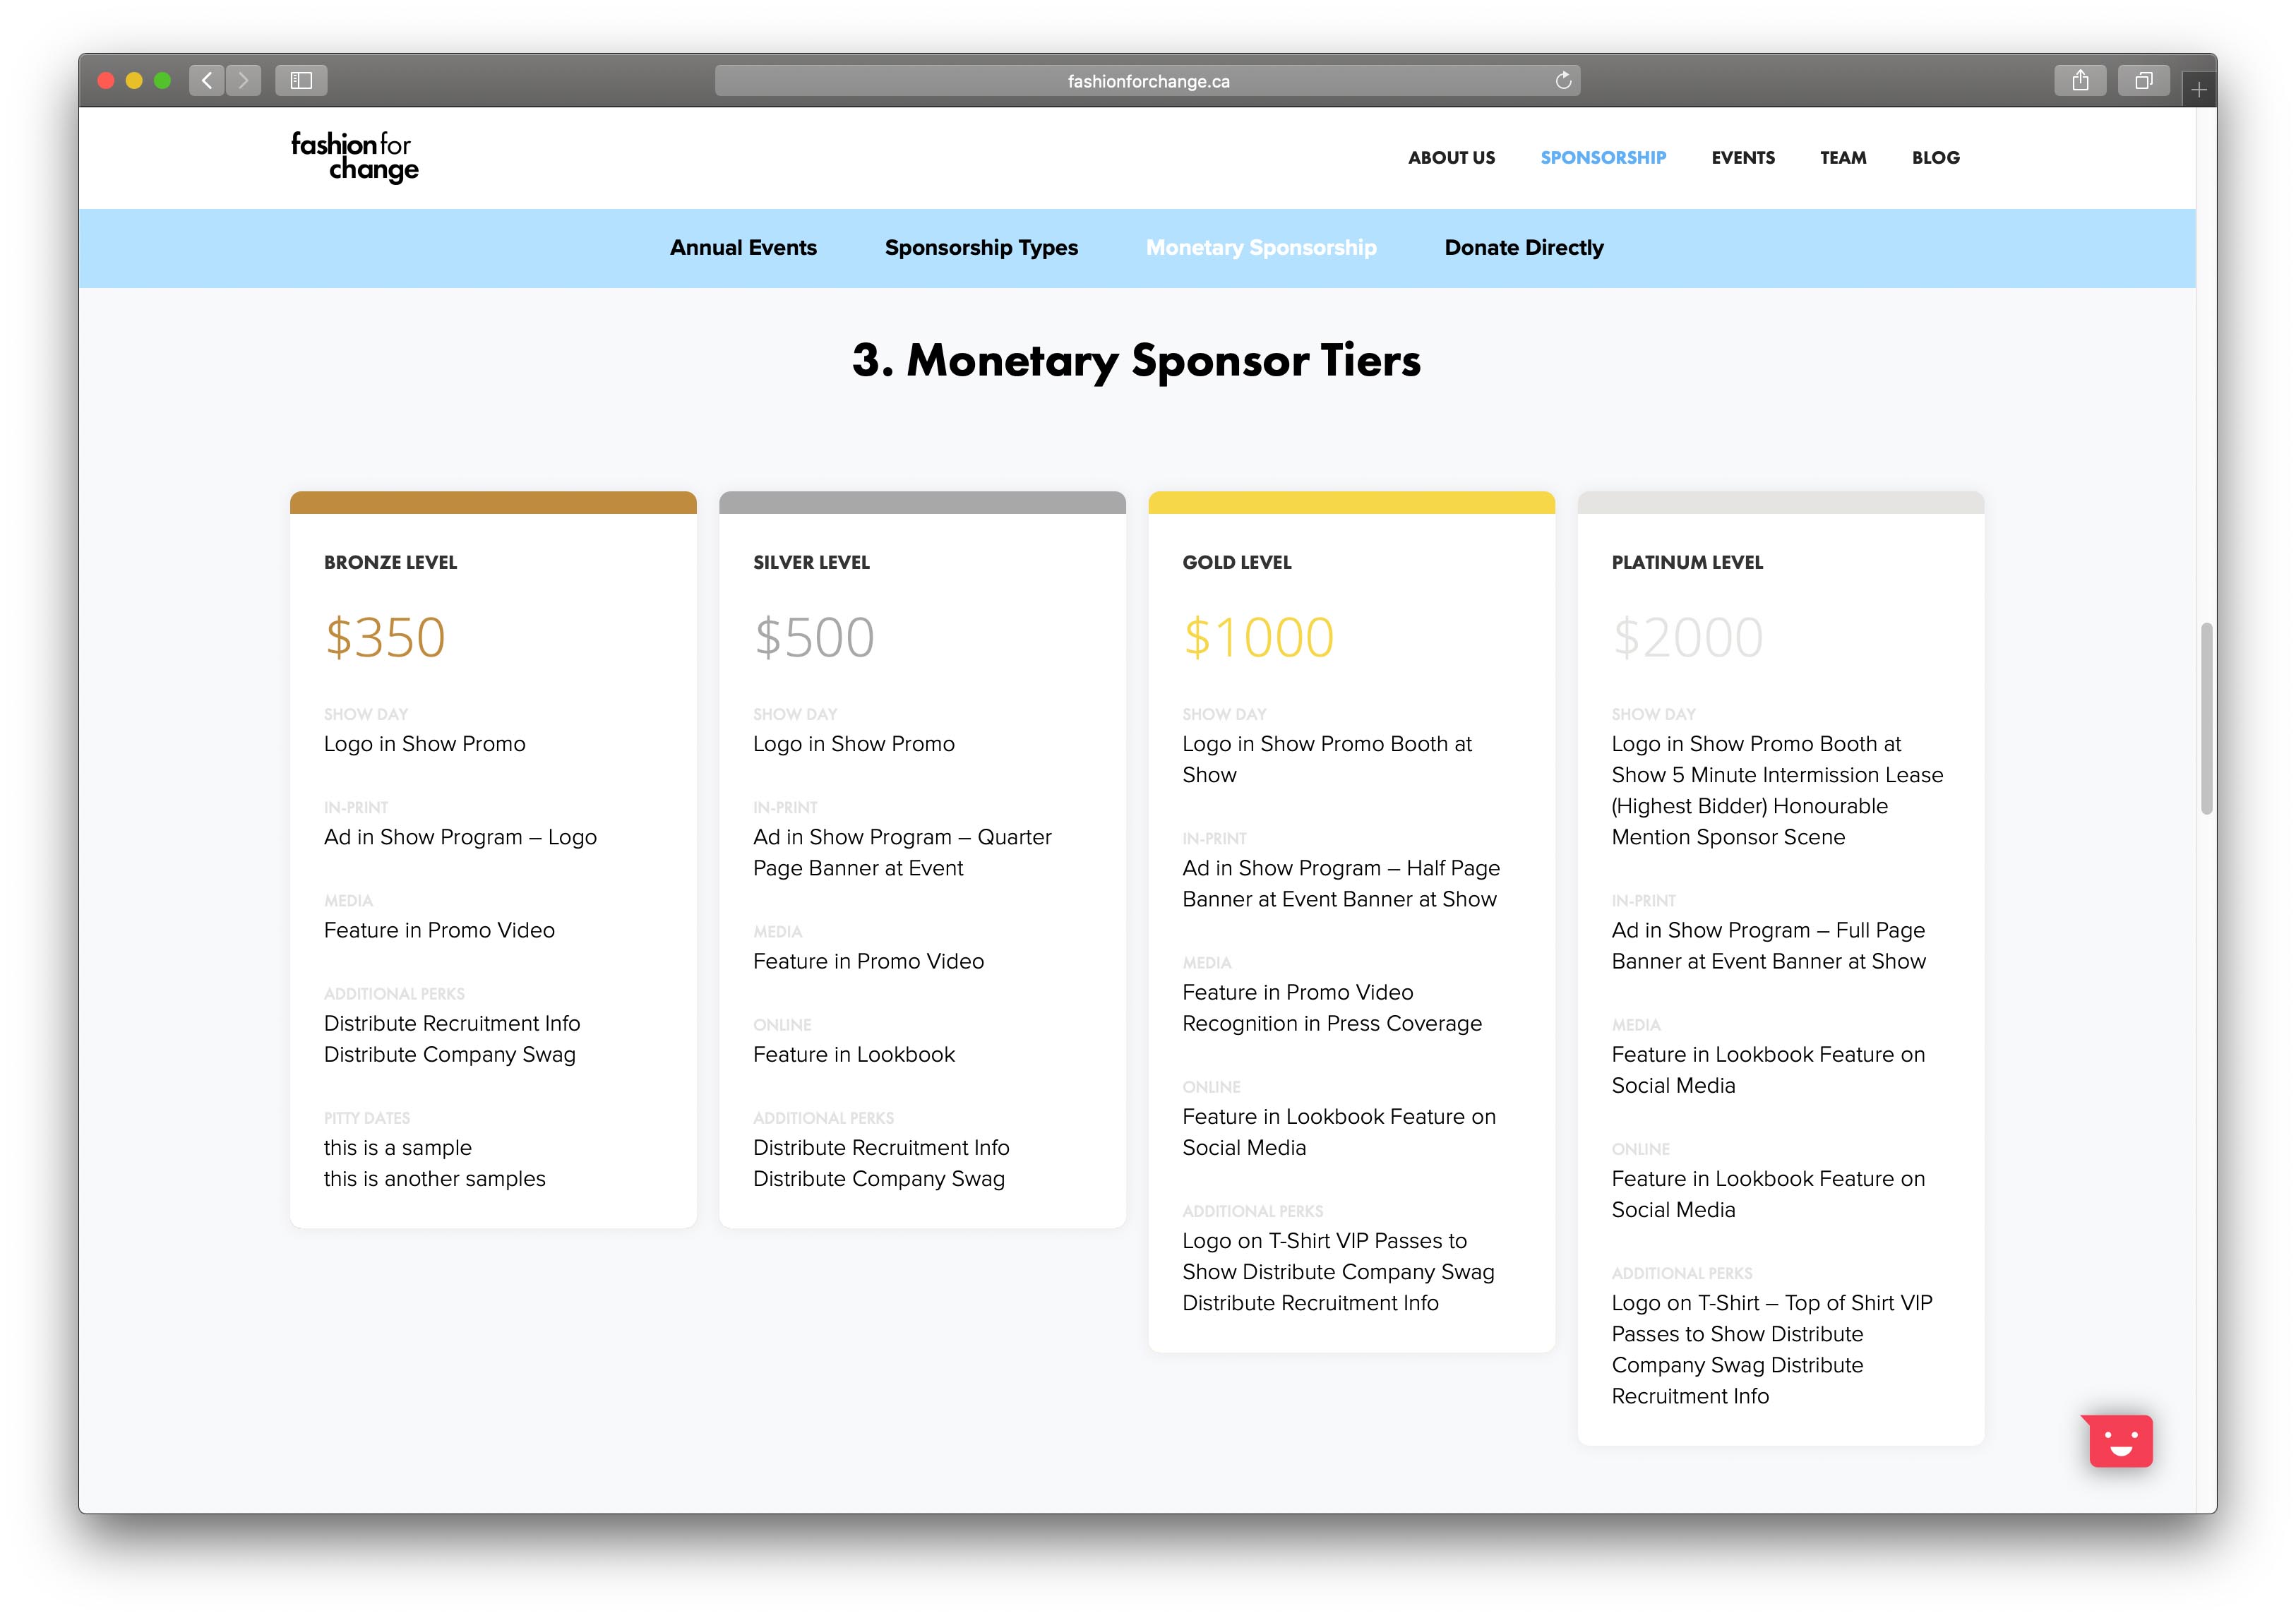 fashionforchange.ca
fashion for
change
ABOUT US SPONSORSHIP EVENTS TEAM BLOG
Annual Events Sponsorship Types Monetary Sponsorship Donate Directly
3. Monetary Sponsor Tiers
BRONZE LEVEL
$350
SHOW DAY
Logo in Show Promo
IN-PRINT
Ad in Show Program – Logo
MEDIA
Feature in Promo Video
ADDITIONAL PERKS
Distribute Recruitment Info
Distribute Company Swag
PITTY DATES
this is a sample
this is another samples
SILVER LEVEL
$500
SHOW DAY
Logo in Show Promo
IN-PRINT
Ad in Show Program – Quarter
Page Banner at Event
MEDIA
Feature in Promo Video
ONLINE
Feature in Lookbook
ADDITIONAL PERKS
Distribute Recruitment Info
Distribute Company Swag
GOLD LEVEL
$1000
SHOW DAY
Logo in Show Promo Booth at
Show
IN-PRINT
Ad in Show Program – Half Page
Banner at Event Banner at Show
MEDIA
Feature in Promo Video
Recognition in Press Coverage
ONLINE
Feature in Lookbook Feature on
Social Media
ADDITIONAL PERKS
Logo on T-Shirt VIP Passes to
Show Distribute Company Swag
Distribute Recruitment Info
PLATINUM LEVEL
$2000
SHOW DAY
Logo in Show Promo Booth at
Show 5 Minute Intermission Lease
(Highest Bidder) Honourable
Mention Sponsor Scene
IN-PRINT
Ad in Show Program – Full Page
Banner at Event Banner at Show
MEDIA
Feature in Lookbook Feature on
Social Media
ONLINE
Feature in Lookbook Feature on
Social Media
ADDITIONAL PERKS
Logo on T-Shirt – Top of Shirt VIP
Passes to Show Distribute
Company Swag Distribute
Recruitment Info